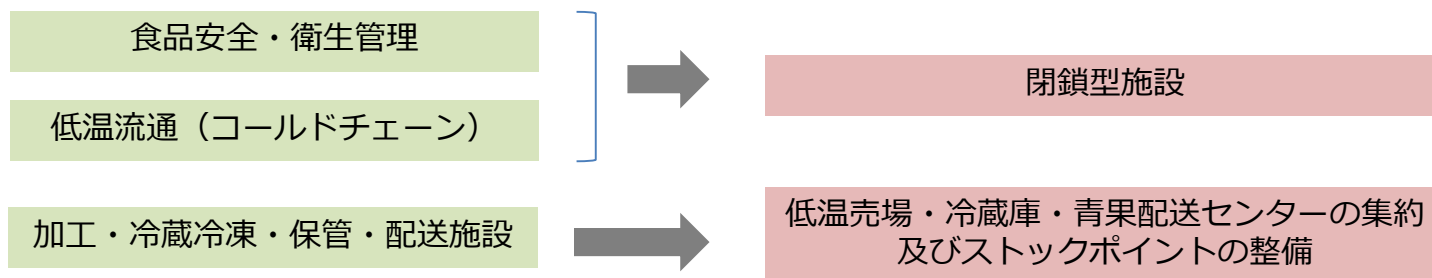 食品安全・衛生管理
低温流通（コールドチェーン）
閉鎖型施設
加工・冷蔵冷凍・保管・配送施設
低温売場・冷蔵庫・青果配送センターの集約
及びストックポイントの整備